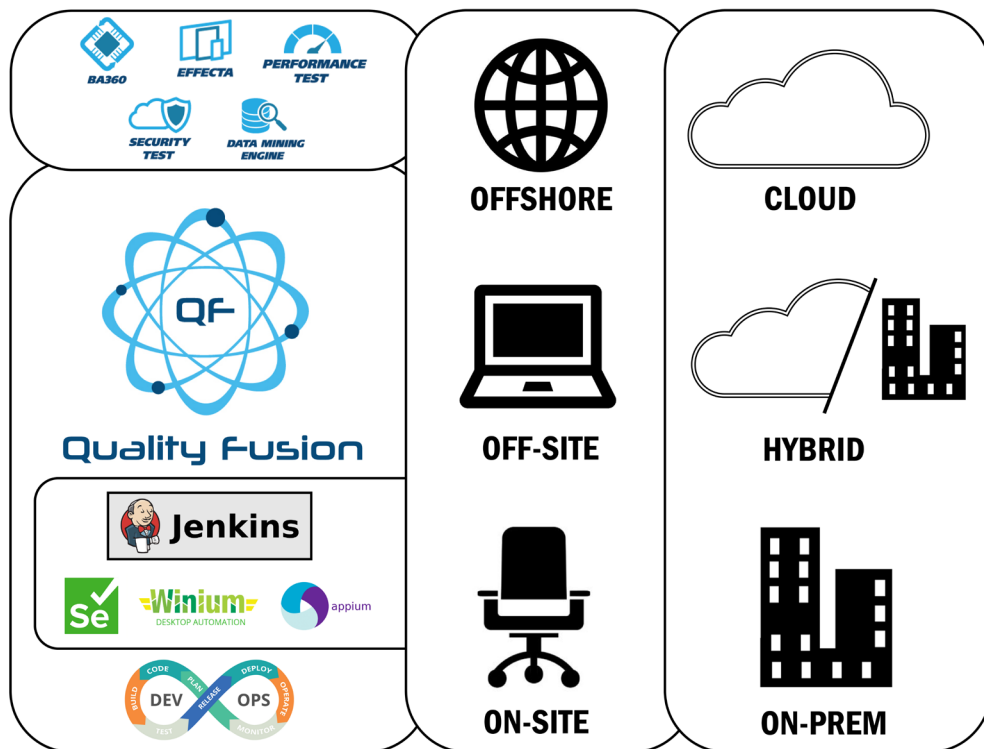 BA360
EFFECTA
PERFORMANCE
TEST
SECURITY
TEST
DATA MINING
ENGINE
QF
Quality Fusion
Jenkins
Se
Winium
DESKTOP AUTOMATION
appium
CODE
DEPLOY
BUILD
PLAN
DEV
RELEASE
OPS
OPERATE
TEST
MONITOR
OFFSHORE
OFF-SITE
ON-SITE
CLOUD
HYBRID
ON-PREM